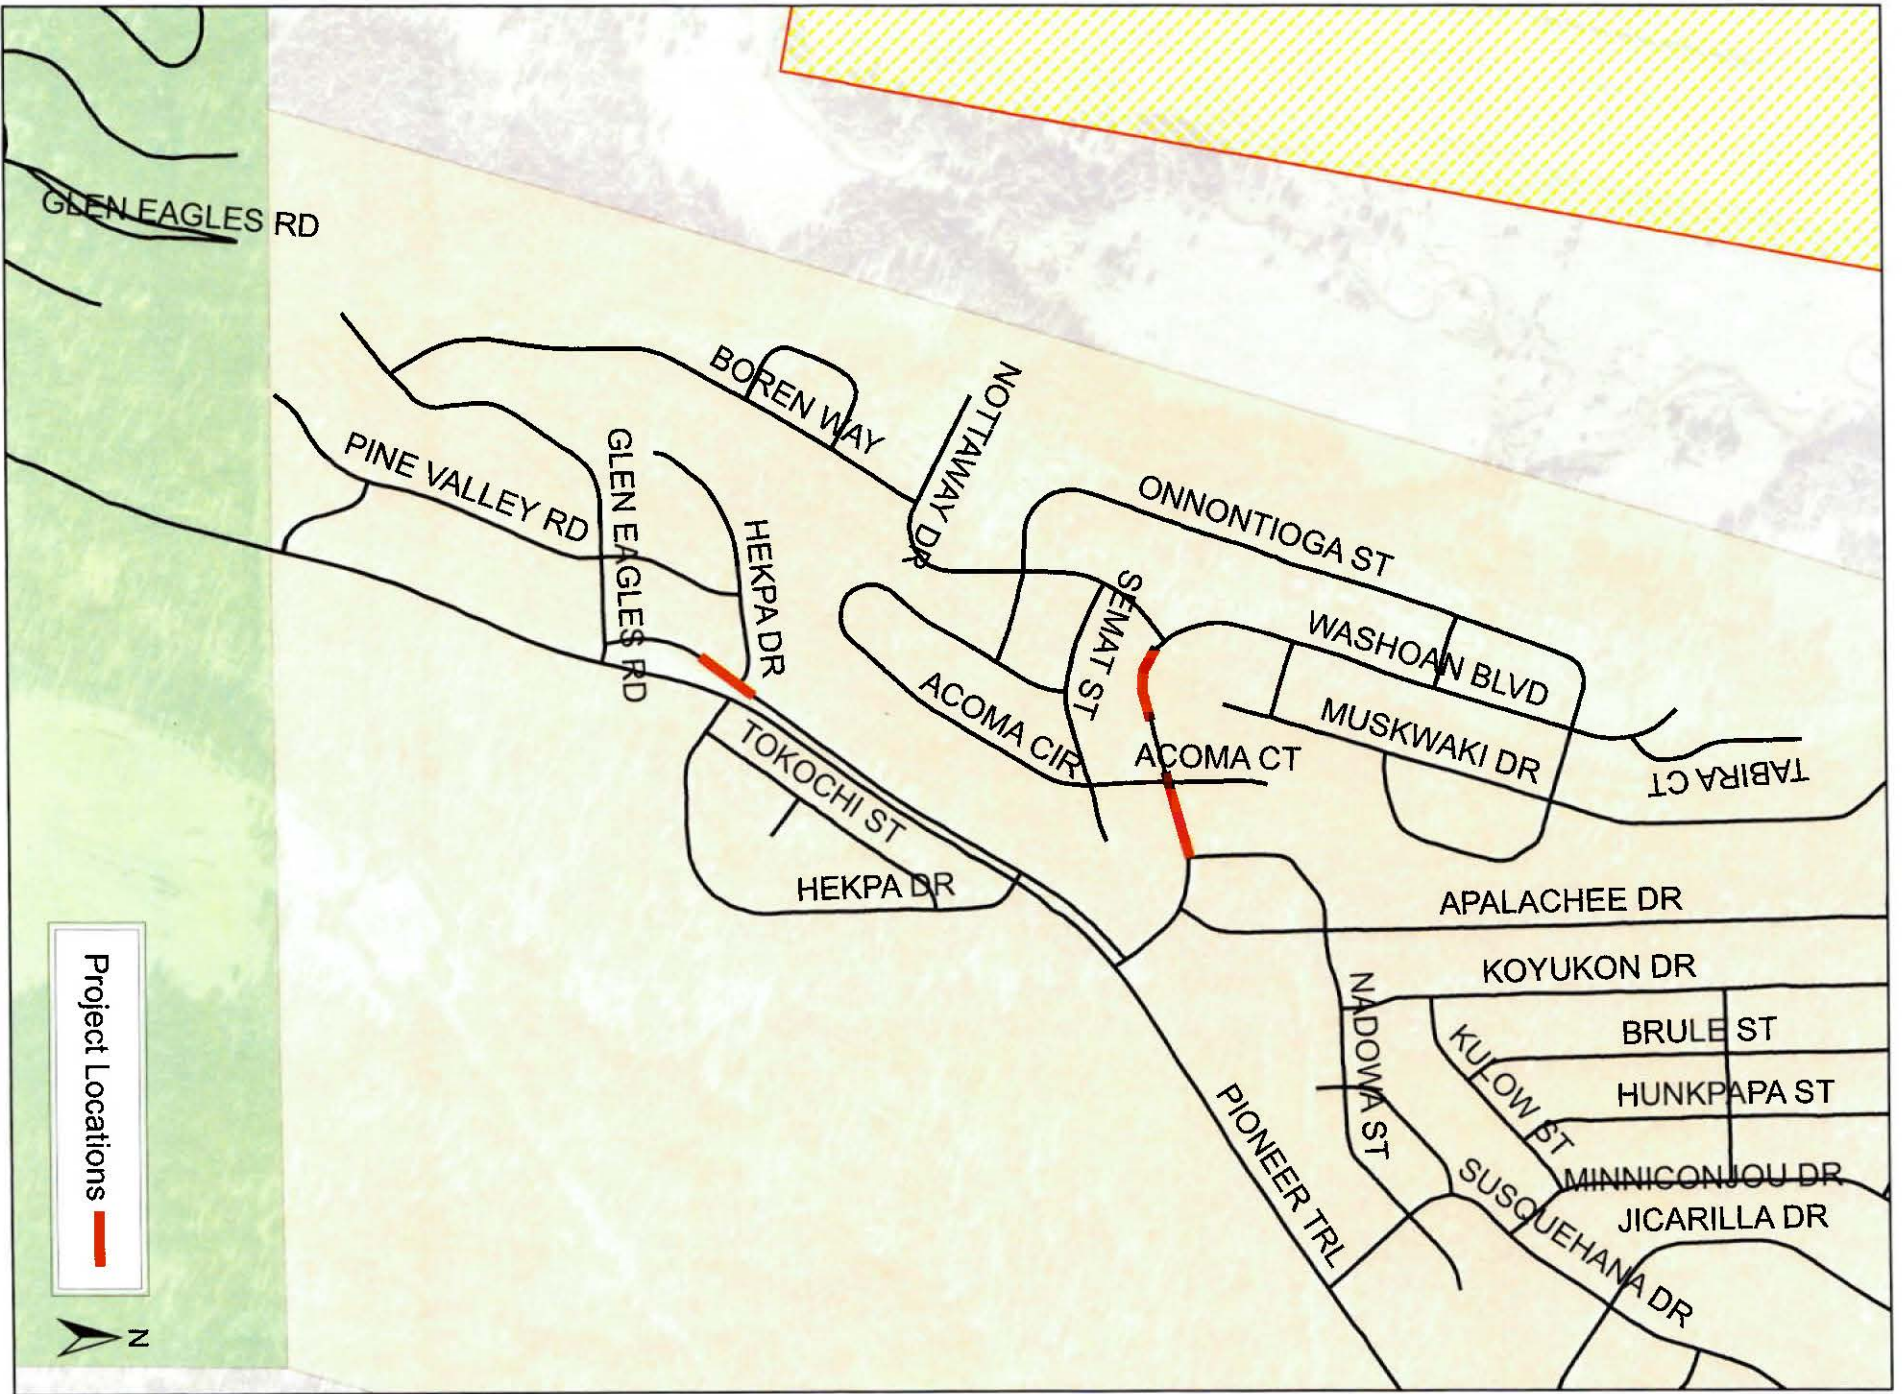 GLEN EAGLES RD
BOREN WAY
NOTTAWAY DR
PINE VALLEY RD
GLEN EAGLES RD
HEKPA DR
ONNONTIOGA ST
SEMAT ST
WASHOAN BLVD
ACOMA CIR
ACOMA CT
MUSKWAKI DR
TABIRA CT
TOKOCHI ST
HEKPA DR
APALACHEE DR
KOYUKON DR
NADOWA ST
BRULE ST
KULOW ST
HUNKPAPA ST
PIONEER TRL
SUSQUEHANA DR
MINNICONJOU DR
JICARILLA DR
Project Locations
N